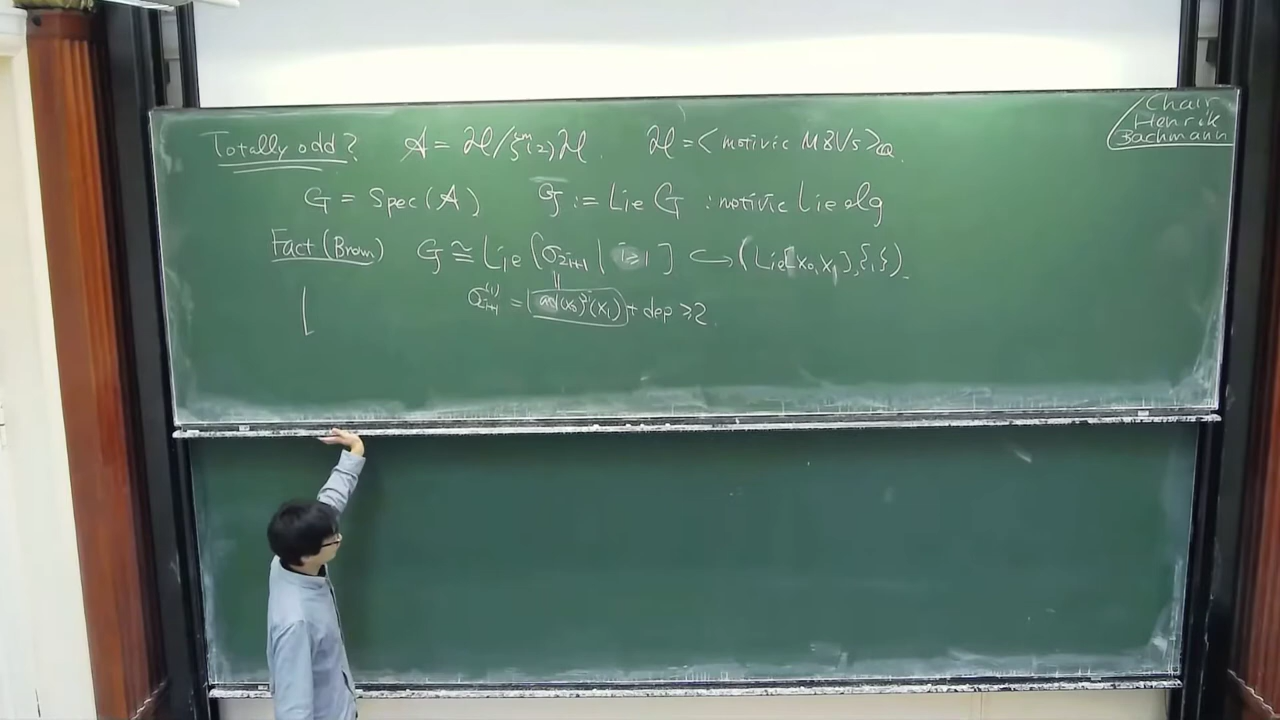 Totally odd? A = H/ζᵐ(2)H. H = <motivic MZVs>_Q.
Chair
Henrik
Bachmann
G = Spec(A) g := Lie G : motivic Lie alg
Fact (Brown) g ≅ Lie[σ_{2i+1} | i≥1] ↪ (Lie[x₀,x₁],{,}).
σ_{2i+1}^{(1)} = ad(x₀)^{2i}(x₁) + dep ≥2.